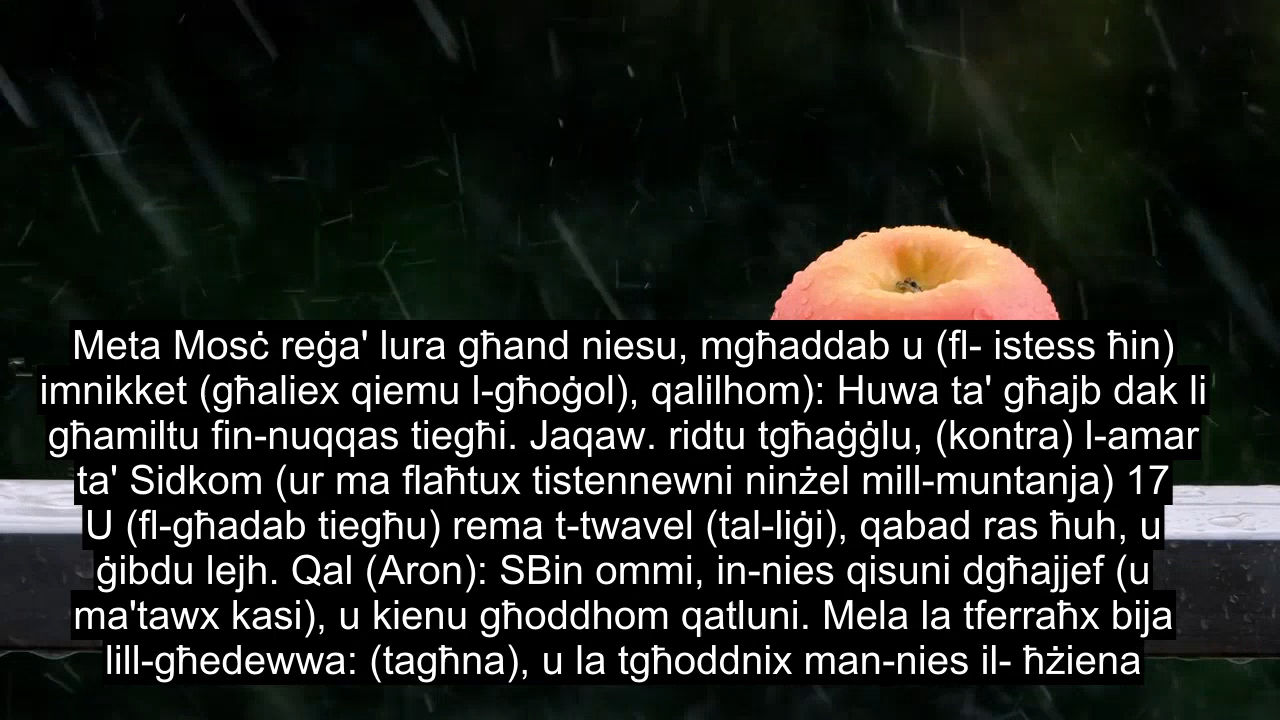 Meta Mosċ reġa' lura għand niesu, mgħaddab u (fl- istess ħin)
imnikket (għaliex qiemu l-għoġol), qalilhom): Huwa ta' għajb dak li
għamiltu fin-nuqqas tiegħi. Jaqaw. ridtu tgħaġġlu, (kontra) l-amar
ta' Sidkom (ur ma flaħtux tistennewni ninżel mill-muntanja) 17
U (fl-għadab tiegħu) rema t-twavel (tal-liġi), qabad ras ħuh, u
ġibdu lejh. Qal (Aron): SBin ommi, in-nies qisuni dgħajjef (u
ma'tawx kasi), u kienu għoddhom qatluni. Mela la tferraħx bija
lill-għedewwa: (tagħna), u la tgħoddnix man-nies il- ħżiena